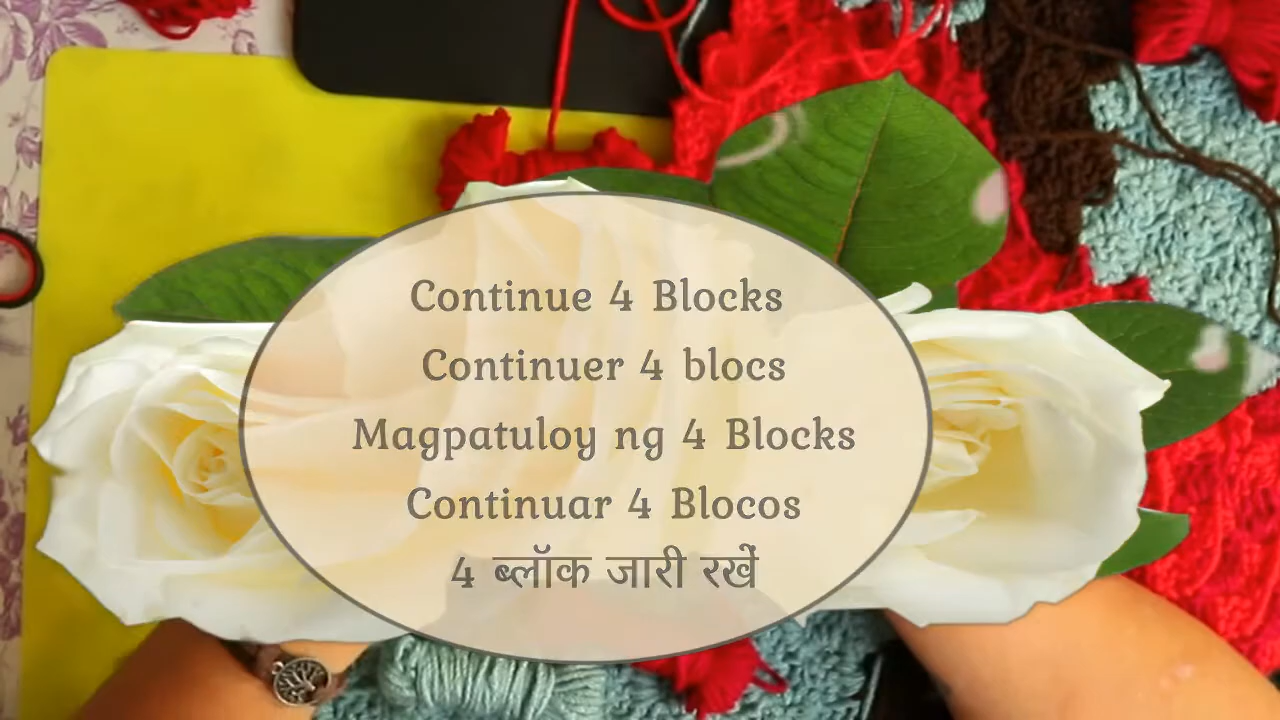 Continue 4 Blocks
Continuer 4 blocs
Magpatuloy ng 4 Blocks
Continuar 4 Blocos
4 ब्लॉक जारी रखें